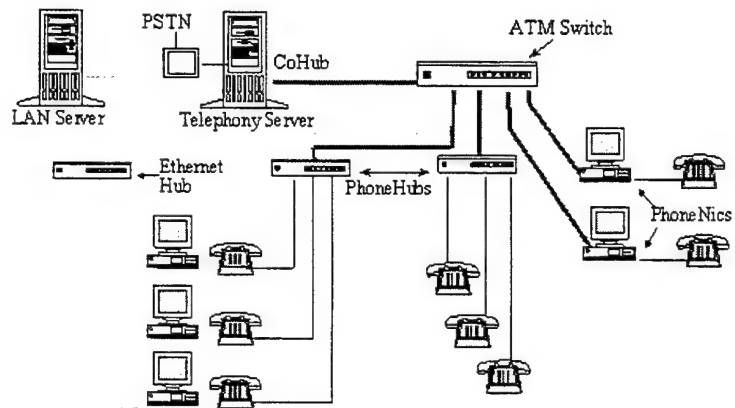 PSTN
ATM Switch
CoHub
LAN Server
Telephony Server
Ethernet
Hub
PhoneHubs
PhoneNics